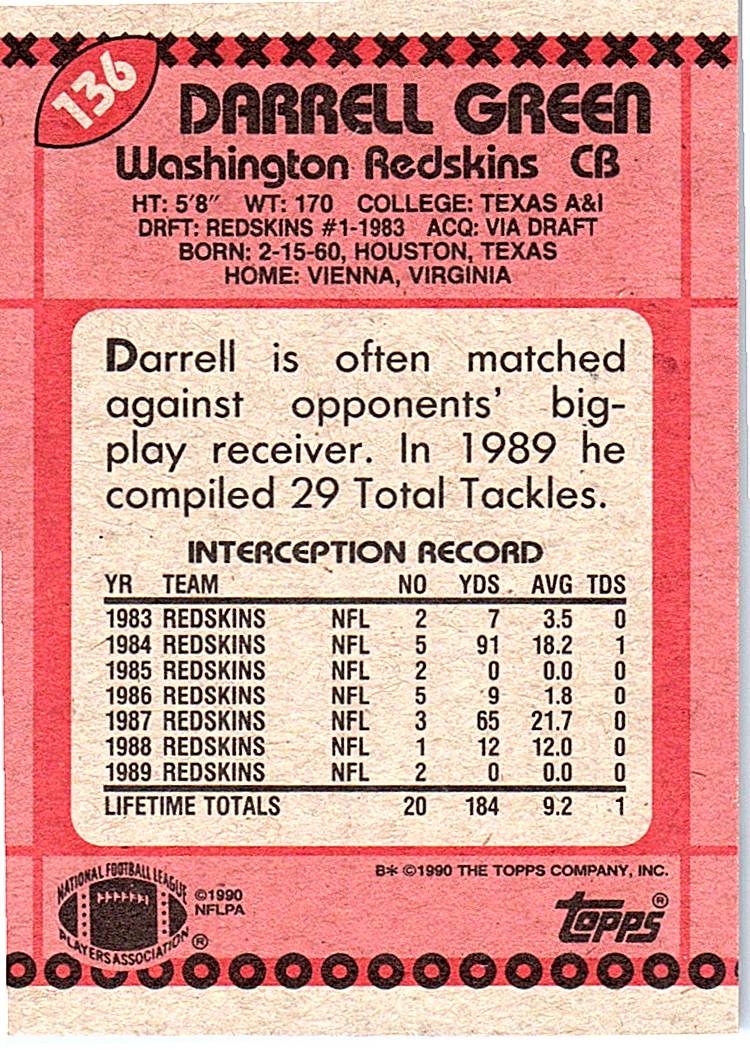 136
DARRELL GREEN
Washington Redskins CB
HT: 5'8" WT: 170 COLLEGE: TEXAS A&I
DRFT: REDSKINS #1-1983 ACQ: VIA DRAFT
BORN: 2-15-60, HOUSTON, TEXAS
HOME: VIENNA, VIRGINIA
Darrell is often matched
against opponents' big-
play receiver. In 1989 he
compiled 29 Total Tackles.
INTERCEPTION RECORD
YR TEAM NO YDS AVG TDS
1983 REDSKINS NFL 2 7 3.5 0
1984 REDSKINS NFL 5 91 18.2 1
1985 REDSKINS NFL 2 0 0.0 0
1986 REDSKINS NFL 5 9 1.8 0
1987 REDSKINS NFL 3 65 21.7 0
1988 REDSKINS NFL 1 12 12.0 0
1989 REDSKINS NFL 2 0 0.0 0
LIFETIME TOTALS 20 184 9.2 1
B* ©1990 THE TOPPS COMPANY, INC.
NATIONAL FOOTBALL LEAGUE
PLAYERS ASSOCIATION ®
©1990
NFLPA
topps ®